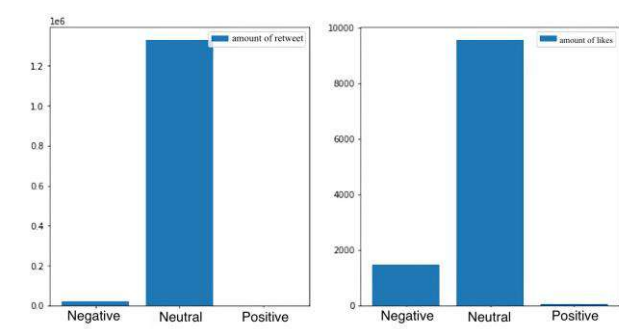 1e6
amount of retweet
1.2
1.0
0.8
0.6
0.4
0.2
0.0
Negative Neutral Positive
amount of likes
10000
8000
6000
4000
2000
0
Negative Neutral Positive